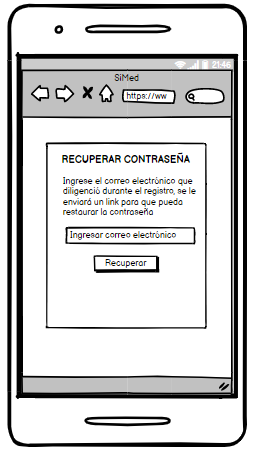 21:46
SiMed
https://ww
RECUPERAR CONTRASEÑA
Ingrese el correo electrónico que
diligenció durante el registro, se le
enviará un link para que pueda
restaurar la contraseña
Ingresar correo electrónico
Recuperar